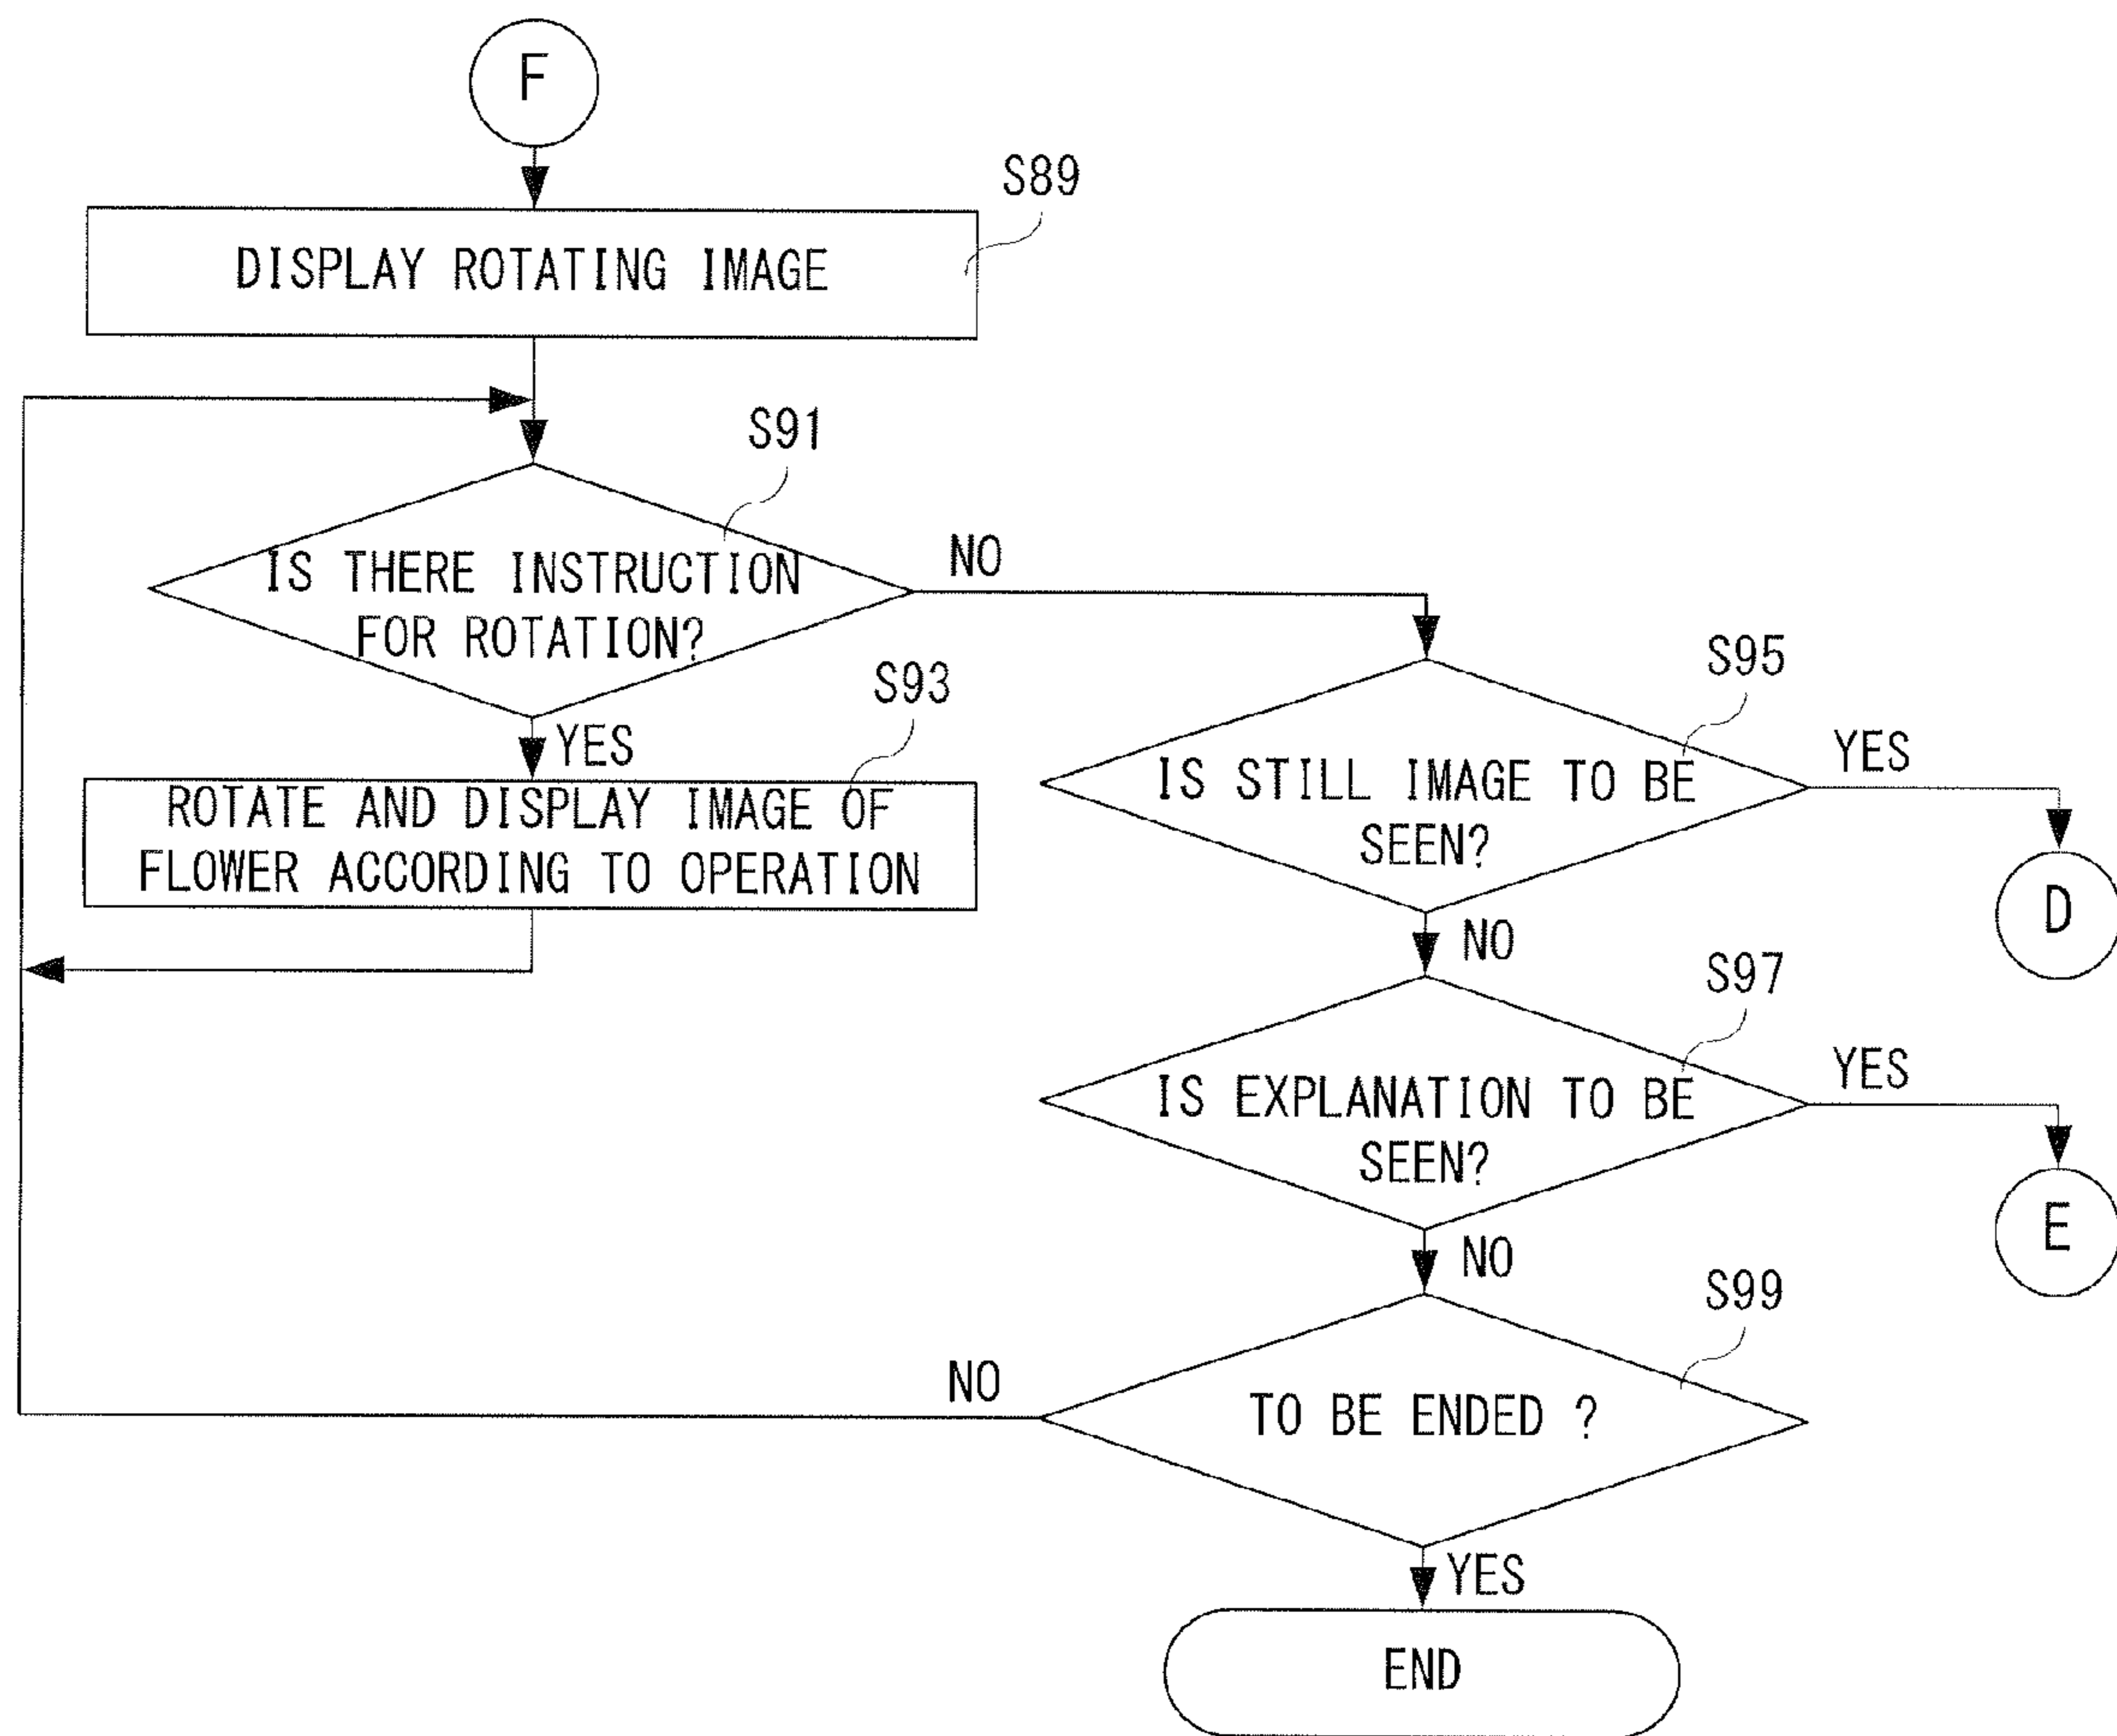 F
S89
DISPLAY ROTATING IMAGE
S91
IS THERE INSTRUCTION
FOR ROTATION?
NO
YES
S93
ROTATE AND DISPLAY IMAGE OF
FLOWER ACCORDING TO OPERATION
S95
IS STILL IMAGE TO BE
SEEN?
YES
D
NO
S97
IS EXPLANATION TO BE
SEEN?
YES
E
NO
S99
TO BE ENDED ?
NO
YES
END